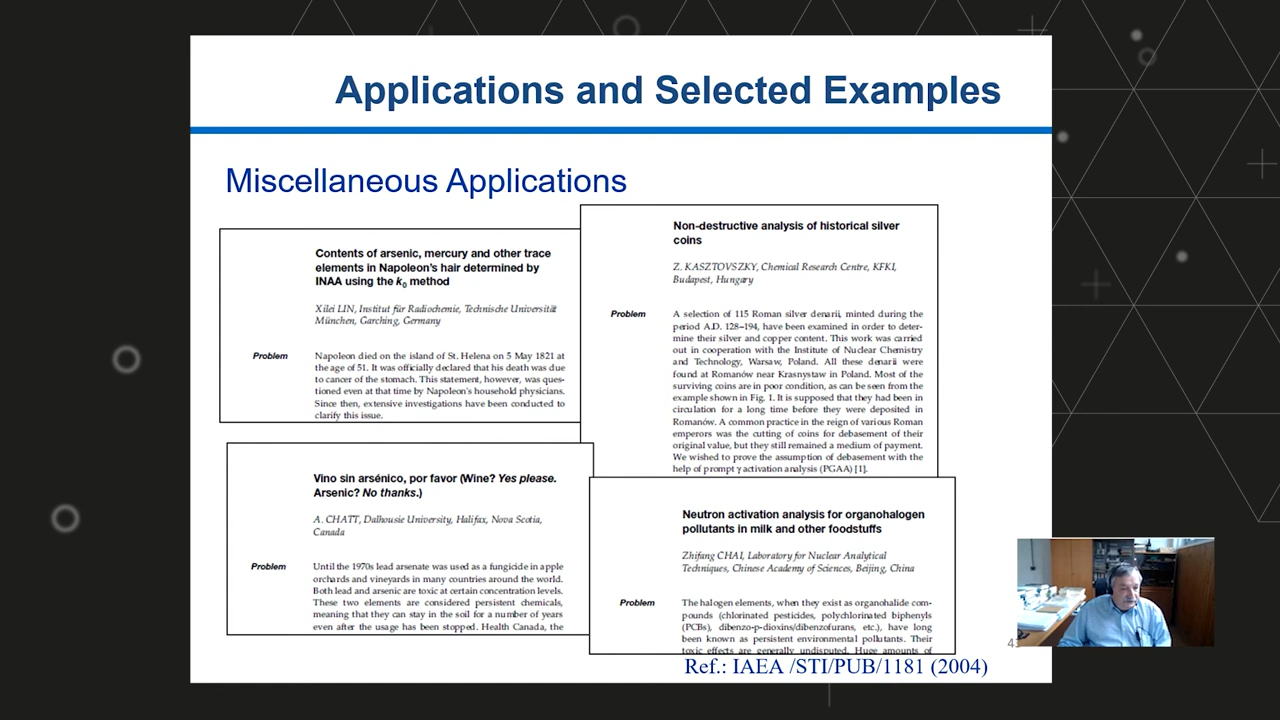 Applications and Selected Examples
Miscellaneous Applications
Contents of arsenic, mercury and other trace
elements in Napoleon's hair determined by
INAA using the k0 method
Xilei LIN, Institut für Radiochemie, Technische Universität
München, Garching, Germany
Problem
Napoleon died on the island of St. Helena on 5 May 1821 at
the age of 51. It was officially declared that his death was due
to cancer of the stomach. This statement, however, was ques-
tioned even at that time by Napoleon's household physicians.
Since then, extensive investigations have been conducted to
clarify this issue.
Non-destructive analysis of historical silver
coins
Z. KASZTOVSZKY, Chemical Research Centre, KFKI,
Budapest, Hungary
Problem
A selection of 115 Roman silver denarii, minted during the
period A.D. 128–194, have been examined in order to deter-
mine their silver and copper content. This work was carried
out in cooperation with the Institute of Nuclear Chemistry
and Technology, Warsaw, Poland. All these denarii were
found at Romanów near Krasnystaw in Poland. Most of the
surviving coins are in poor condition, as can be seen from the
example shown in Fig. 1. It is supposed that they had been in
circulation for a long time before they were deposited in
Romanów. A common practice in the reign of various Roman
emperors was the cutting of coins for debasement of their
original value, but they still remained a medium of payment.
We wished to prove the assumption of debasement with the
help of prompt γ activation analysis (PGAA) [1].
Vino sin arsénico, por favor (Wine? Yes please.
Arsenic? No thanks.)
A. CHATT, Dalhousie University, Halifax, Nova Scotia,
Canada
Problem
Until the 1970s lead arsenate was used as a fungicide in apple
orchards and vineyards in many countries around the world.
Both lead and arsenic are toxic at certain concentration levels.
These two elements are considered persistent chemicals,
meaning that they can stay in the soil for a number of years
even after the usage has been stopped. Health Canada, the
Neutron activation analysis for organohalogen
pollutants in milk and other foodstuffs
Zhifang CHAI, Laboratory for Nuclear Analytical
Techniques, Chinese Academy of Sciences, Beijing, China
Problem
The halogen elements, when they exist as organohalide com-
pounds (chlorinated pesticides, polychlorinated biphenyls
(PCBs), dibenzo-p-dioxins/dibenzofurans, etc.), have long
been known as persistent environmental pollutants. Their
toxic effects are generally undisputed. Huge amounts of
Ref.: IAEA /STI/PUB/1181 (2004)